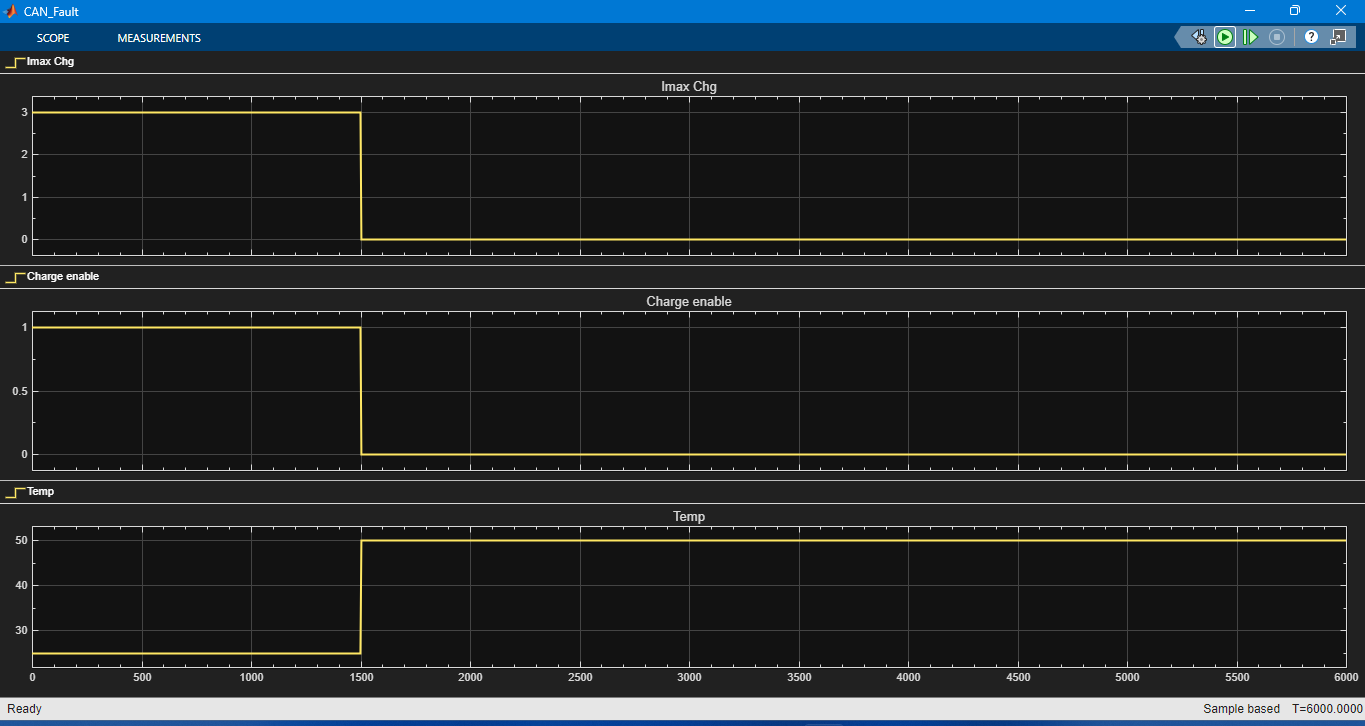 CAN_Fault
SCOPE MEASUREMENTS
?
Imax Chg
Imax Chg
3
2
1
0
Charge enable
Charge enable
1
0.5
0
Temp
Temp
50
40
30
0 500 1000 1500 2000 2500 3000 3500 4000 4500 5000 5500 6000
Ready Sample based T=6000.0000